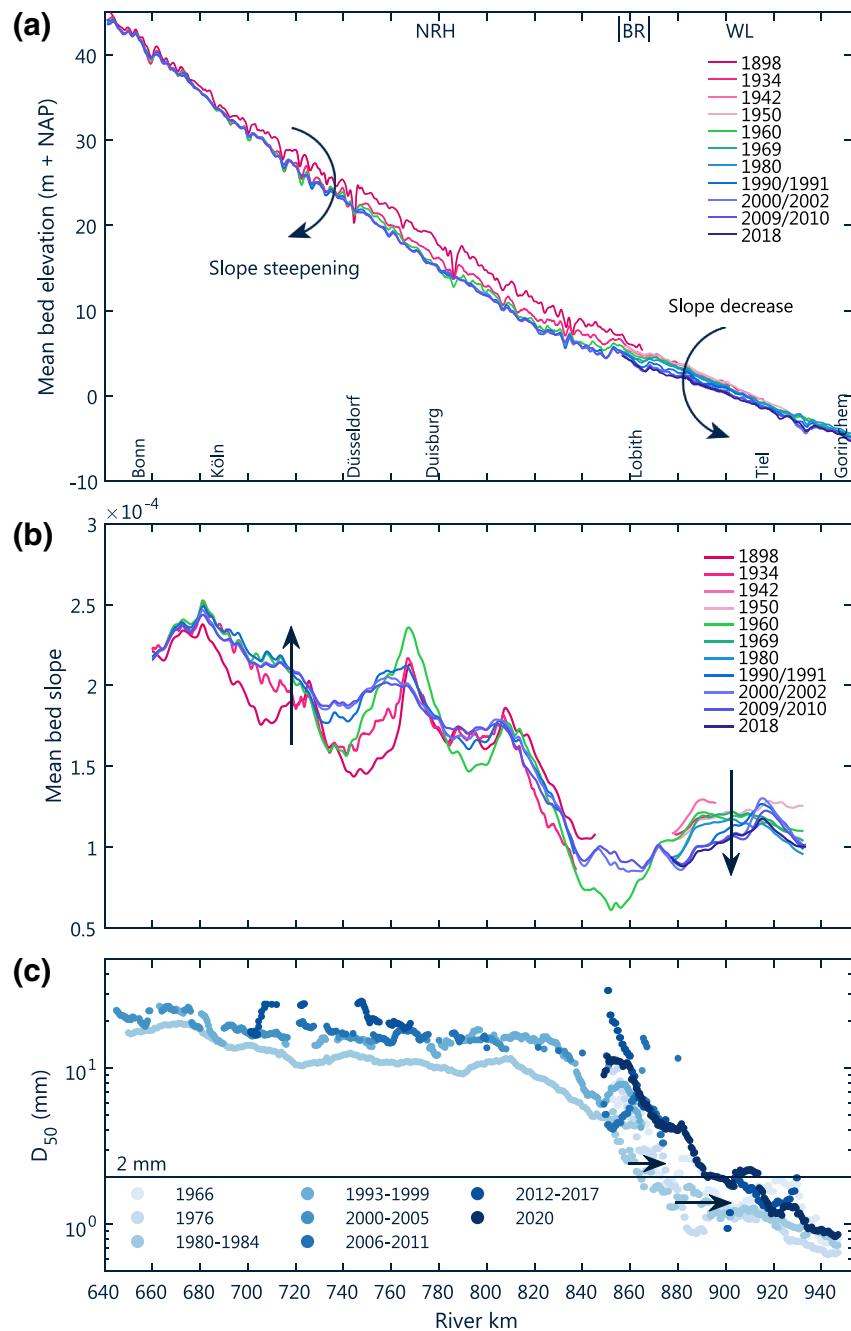 (a)
NRH |BR| WL
Mean bed elevation (m + NAP)
40
30
20
10
0
-10
1898
1934
1942
1950
1960
1969
1980
1990/1991
2000/2002
2009/2010
2018
Slope steepening
Slope decrease
Bonn
Köln
Düsseldorf
Duisburg
Lobith
Tiel
Gorinchem
(b)
×10⁻⁴
Mean bed slope
3
2.5
2
1.5
1
0.5
1898
1934
1942
1950
1960
1969
1980
1990/1991
2000/2002
2009/2010
2018
(c)
D₅₀ (mm)
10¹
10⁰
2 mm
1966
1976
1980-1984
1993-1999
2000-2005
2006-2011
2012-2017
2020
640 660 680 700 720 740 760 780 800 820 840 860 880 900 920 940
River km